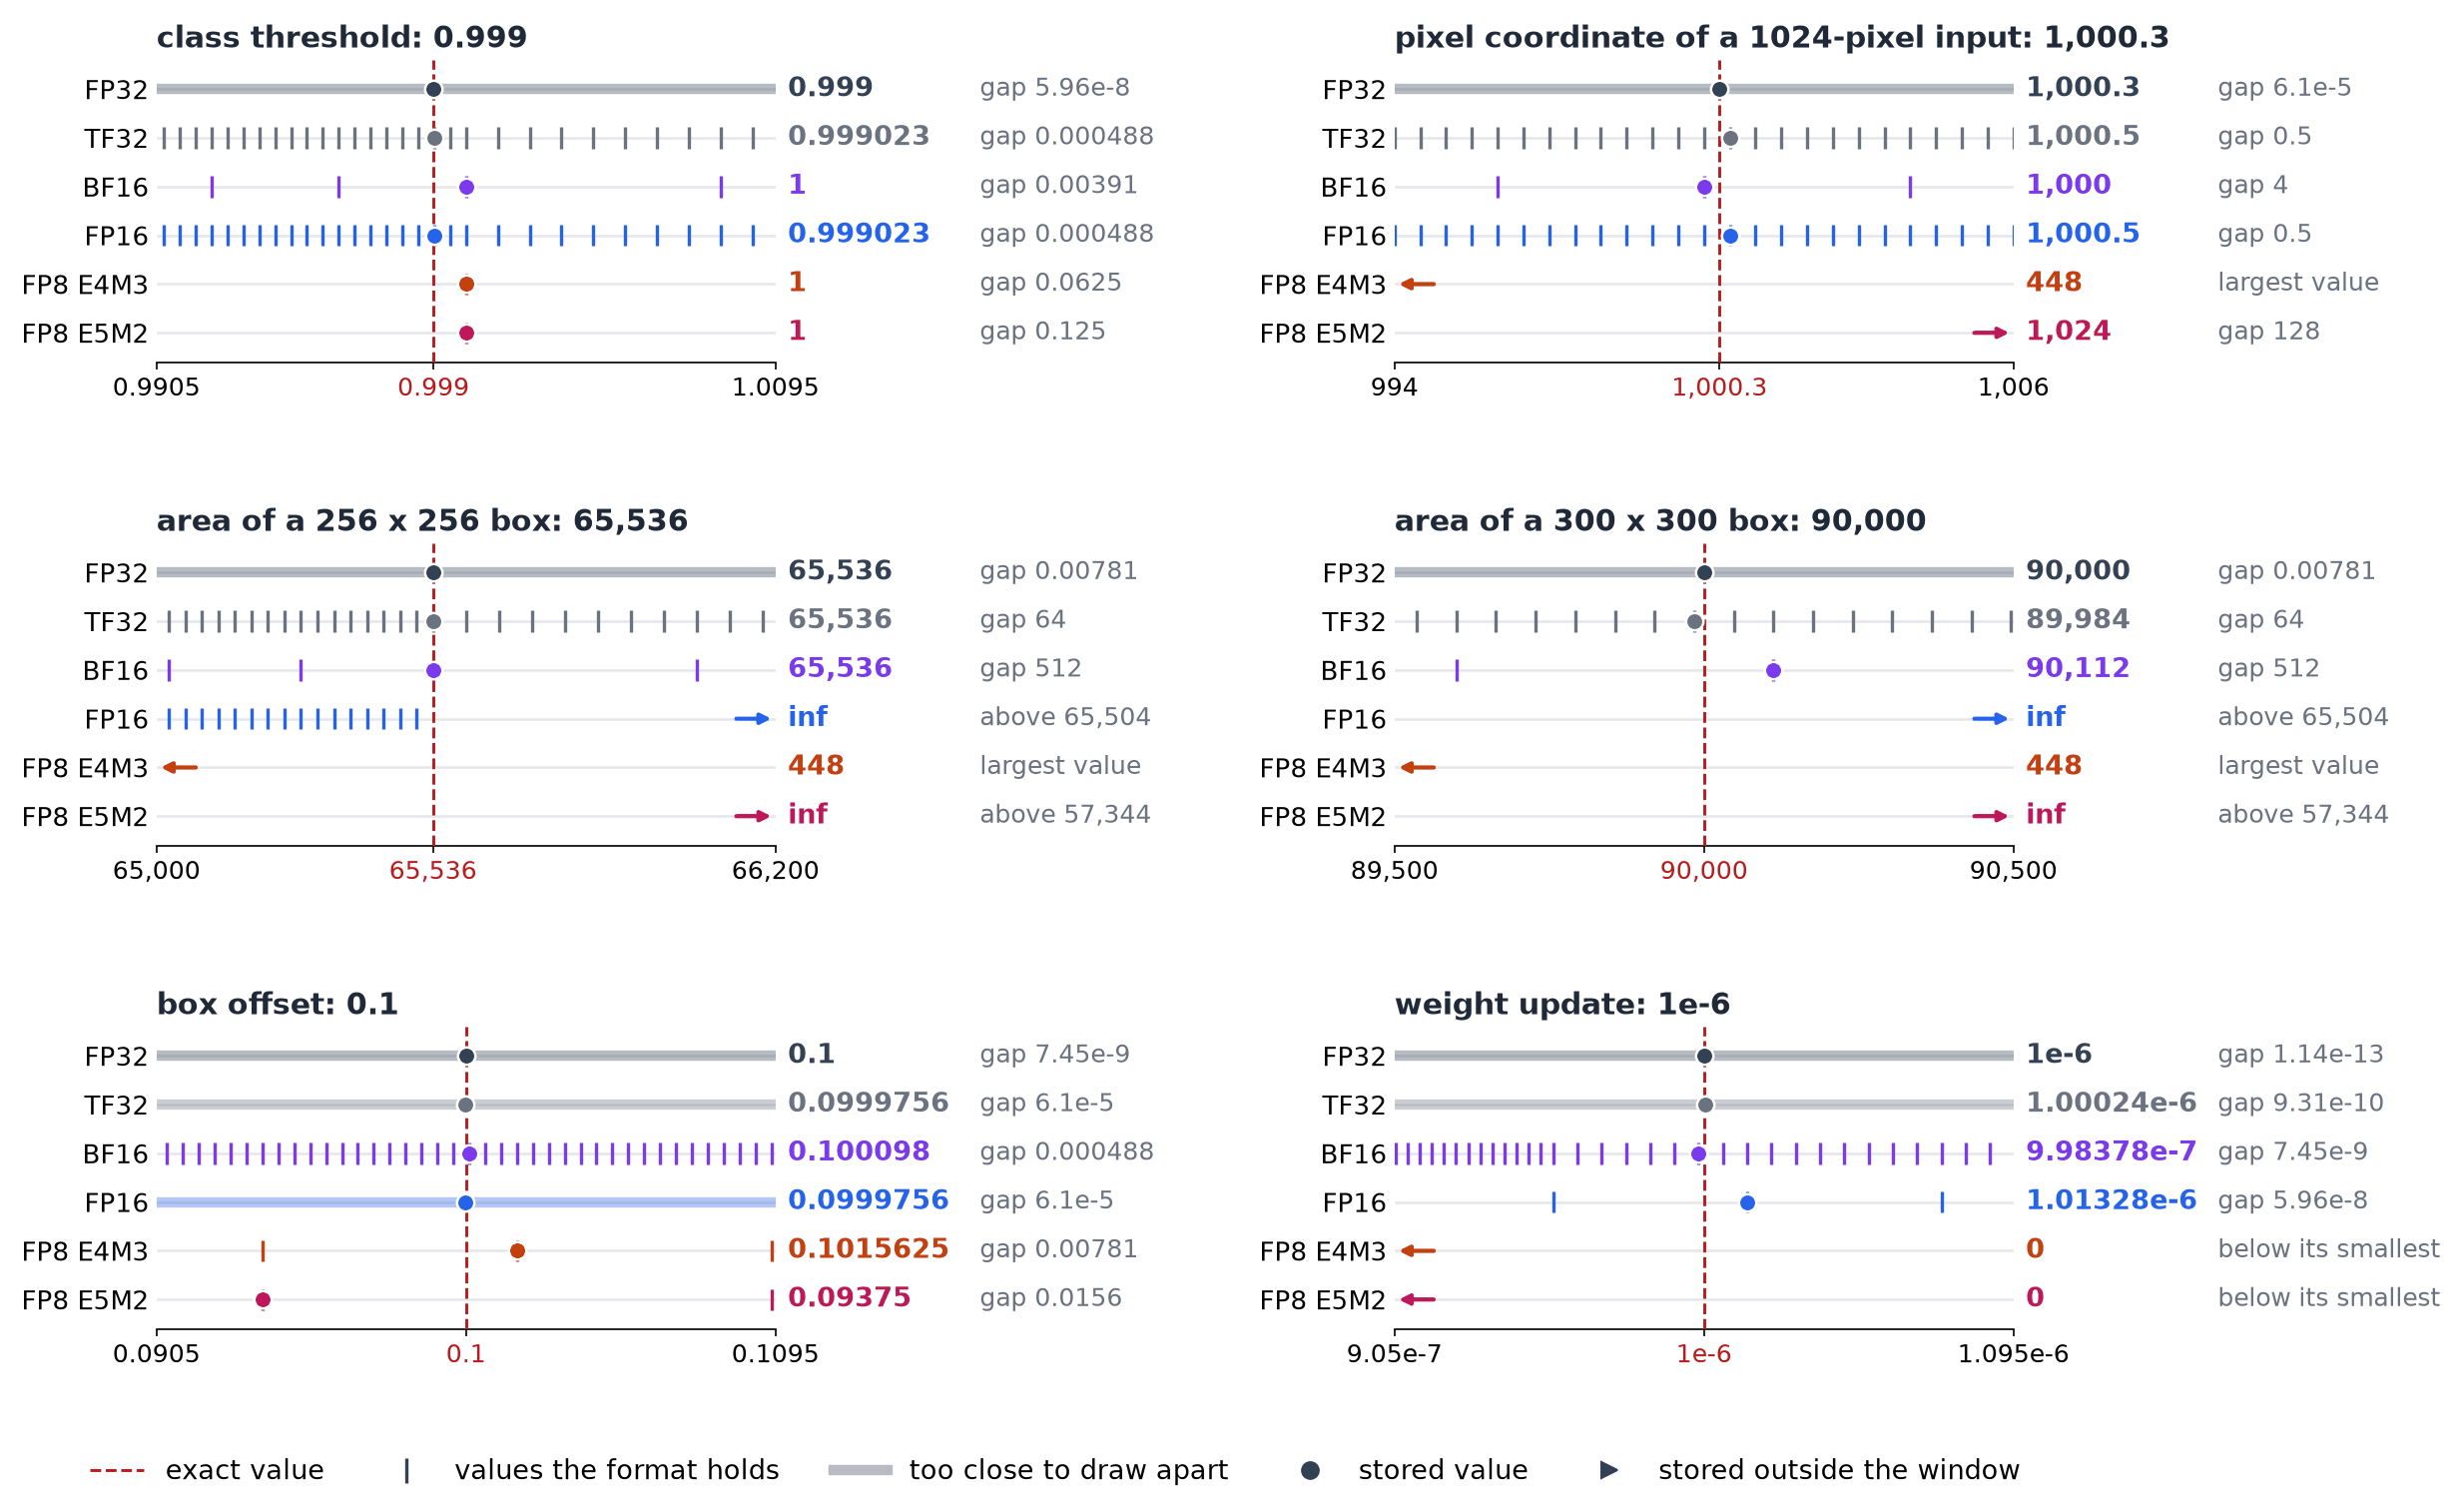 class threshold: 0.999
FP32 0.999 gap 5.96e-8
TF32 0.999023 gap 0.000488
BF16 1 gap 0.00391
FP16 0.999023 gap 0.000488
FP8 E4M3 1 gap 0.0625
FP8 E5M2 1 gap 0.125
0.9905 0.999 1.0095
pixel coordinate of a 1024-pixel input: 1,000.3
FP32 1,000.3 gap 6.1e-5
TF32 1,000.5 gap 0.5
BF16 1,000 gap 4
FP16 1,000.5 gap 0.5
FP8 E4M3 448 largest value
FP8 E5M2 1,024 gap 128
994 1,000.3 1,006
area of a 256 x 256 box: 65,536
FP32 65,536 gap 0.00781
TF32 65,536 gap 64
BF16 65,536 gap 512
FP16 inf above 65,504
FP8 E4M3 448 largest value
FP8 E5M2 inf above 57,344
65,000 65,536 66,200
area of a 300 x 300 box: 90,000
FP32 90,000 gap 0.00781
TF32 89,984 gap 64
BF16 90,112 gap 512
FP16 inf above 65,504
FP8 E4M3 448 largest value
FP8 E5M2 inf above 57,344
89,500 90,000 90,500
box offset: 0.1
FP32 0.1 gap 7.45e-9
TF32 0.0999756 gap 6.1e-5
BF16 0.100098 gap 0.000488
FP16 0.0999756 gap 6.1e-5
FP8 E4M3 0.1015625 gap 0.00781
FP8 E5M2 0.09375 gap 0.0156
0.0905 0.1 0.1095
weight update: 1e-6
FP32 1e-6 gap 1.14e-13
TF32 1.00024e-6 gap 9.31e-10
BF16 9.98378e-7 gap 7.45e-9
FP16 1.01328e-6 gap 5.96e-8
FP8 E4M3 0 below its smallest
FP8 E5M2 0 below its smallest
9.05e-7 1e-6 1.095e-6
exact value values the format holds too close to draw apart stored value stored outside the window